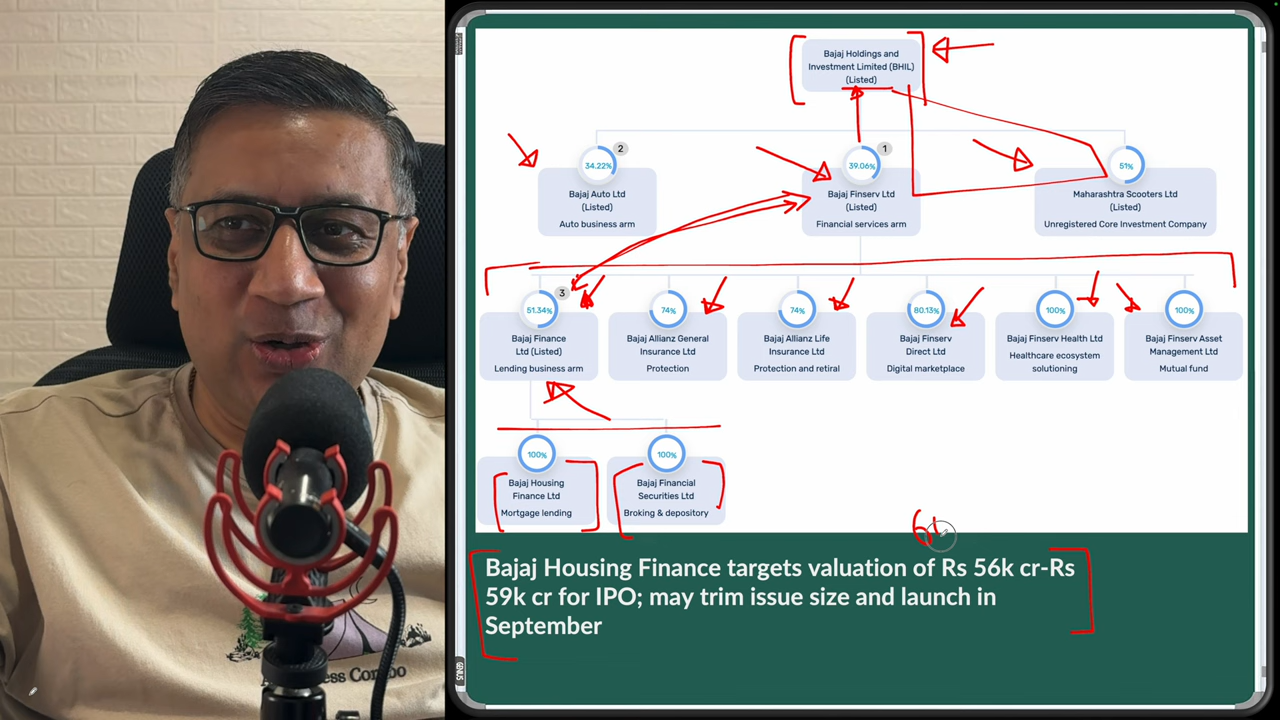 Bajaj Holdings and
Investment Limited (BHIL)
(Listed)
34.22%
2
Bajaj Auto Ltd
(Listed)
Auto business arm
39.06%
1
Bajaj Finserv Ltd
(Listed)
Financial services arm
51%
Maharashtra Scooters Ltd
(Listed)
Unregistered Core Investment Company
51.34%
3
Bajaj Finance
Ltd (Listed)
Lending business arm
74%
Bajaj Allianz General
Insurance Ltd
Protection
74%
Bajaj Allianz Life
Insurance Ltd
Protection and retiral
80.13%
Bajaj Finserv
Direct Ltd
Digital marketplace
100%
Bajaj Finserv Health Ltd
Healthcare ecosystem
solutioning
100%
Bajaj Finserv Asset
Management Ltd
Mutual fund
100%
Bajaj Housing
Finance Ltd
Mortgage lending
100%
Bajaj Financial
Securities Ltd
Broking & depository
Bajaj Housing Finance targets valuation of Rs 56k cr-Rs
59k cr for IPO; may trim issue size and launch in
September
GENIUS